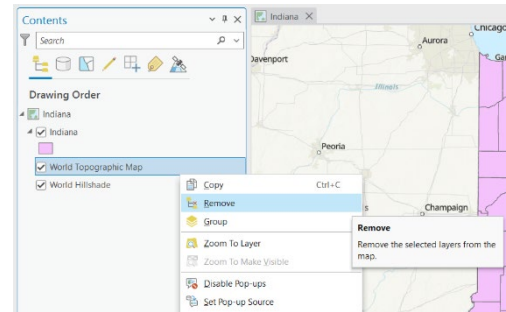 Contents
Indiana
Search
Drawing Order
Indiana
Indiana
World Topographic Map
World Hillshade
Copy Ctrl+C
Remove
Group
Zoom To Layer
Zoom To Make Visible
Disable Pop-ups
Set Pop-up Source
Remove
Remove the selected layers from the
map.
Chicago
Aurora
Gar
Davenport
Illinois
Peoria
s
Champaign